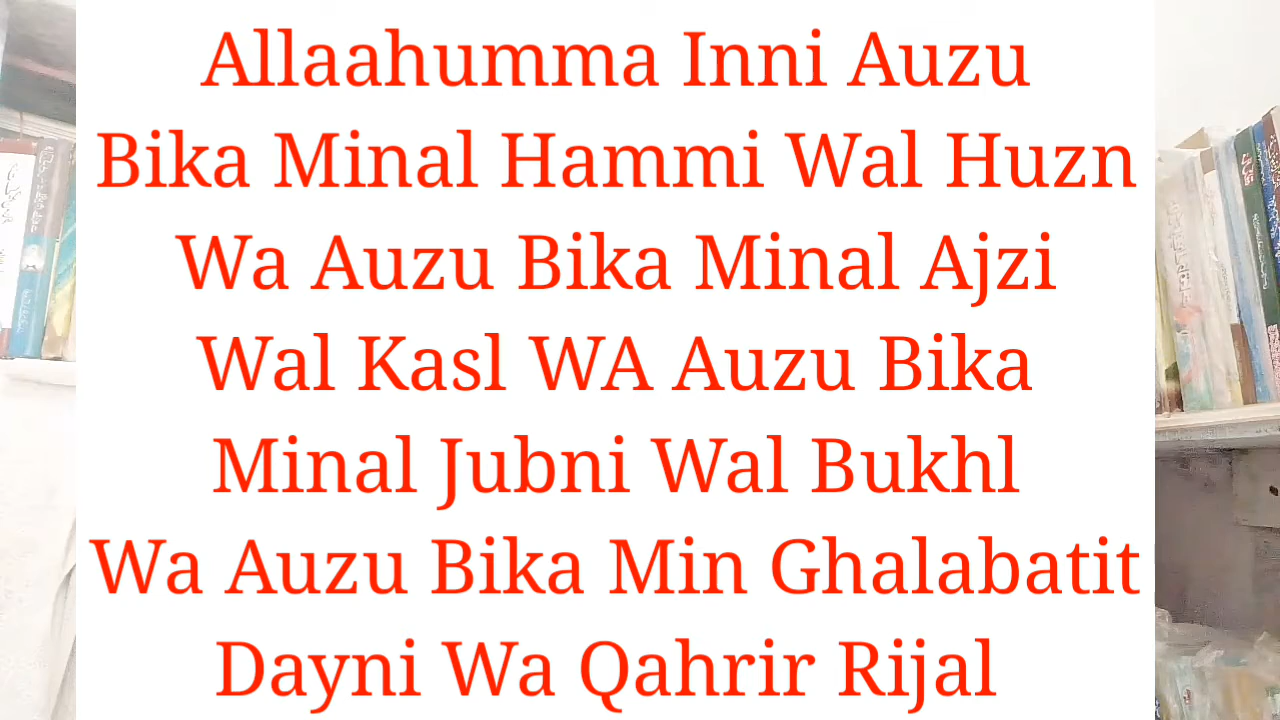 Allaahumma Inni Auzu
Bika Minal Hammi Wal Huzn
Wa Auzu Bika Minal Ajzi
Wal Kasl WA Auzu Bika
Minal Jubni Wal Bukhl
Wa Auzu Bika Min Ghalabatit
Dayni Wa Qahrir Rijal